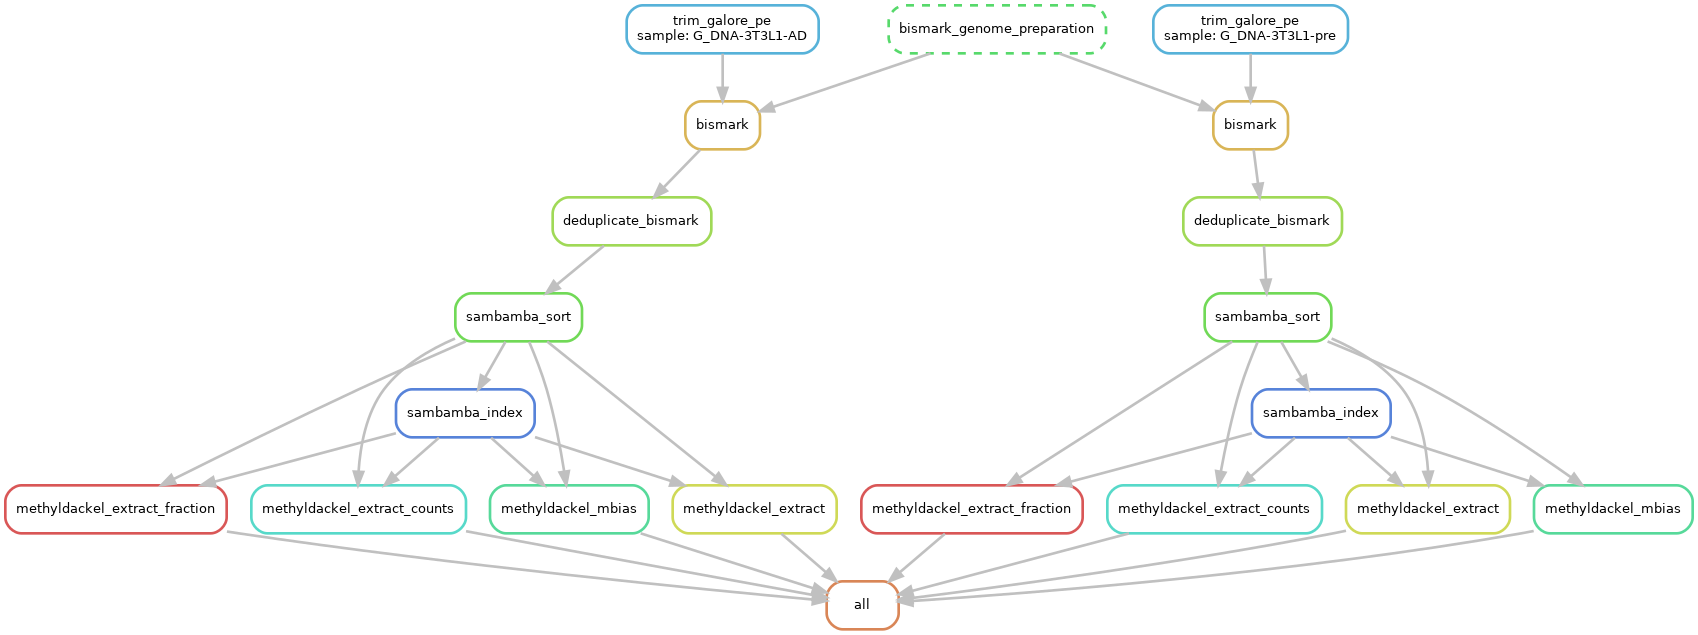 trim_galore_pe
sample: G_DNA-3T3L1-AD
bismark_genome_preparation
trim_galore_pe
sample: G_DNA-3T3L1-pre
bismark
bismark
deduplicate_bismark
deduplicate_bismark
sambamba_sort
sambamba_sort
sambamba_index
sambamba_index
methyldackel_extract_fraction
methyldackel_extract_counts
methyldackel_mbias
methyldackel_extract
methyldackel_extract_fraction
methyldackel_extract_counts
methyldackel_extract
methyldackel_mbias
all